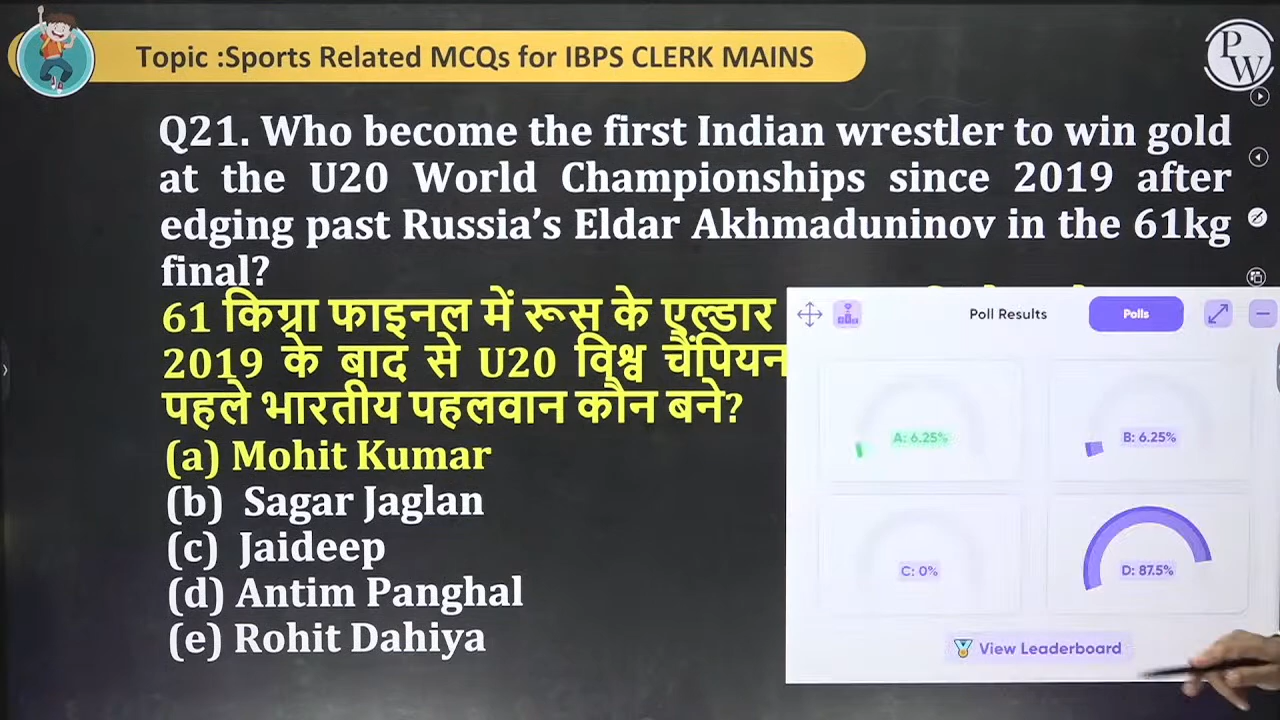 Topic :Sports Related MCQs for IBPS CLERK MAINS
PW
Q21. Who become the first Indian wrestler to win gold
at the U20 World Championships since 2019 after
edging past Russia’s Eldar Akhmaduninov in the 61kg
final?
61 किग्रा फाइनल में रूस के एल्डार
2019 के बाद से U20 विश्व चैंपियन
पहले भारतीय पहलवान कौन बने?
(a) Mohit Kumar
(b) Sagar Jaglan
(c) Jaideep
(d) Antim Panghal
(e) Rohit Dahiya
Poll Results
Polls
A: 6.25%
B: 6.25%
C: 0%
D: 87.5%
View Leaderboard